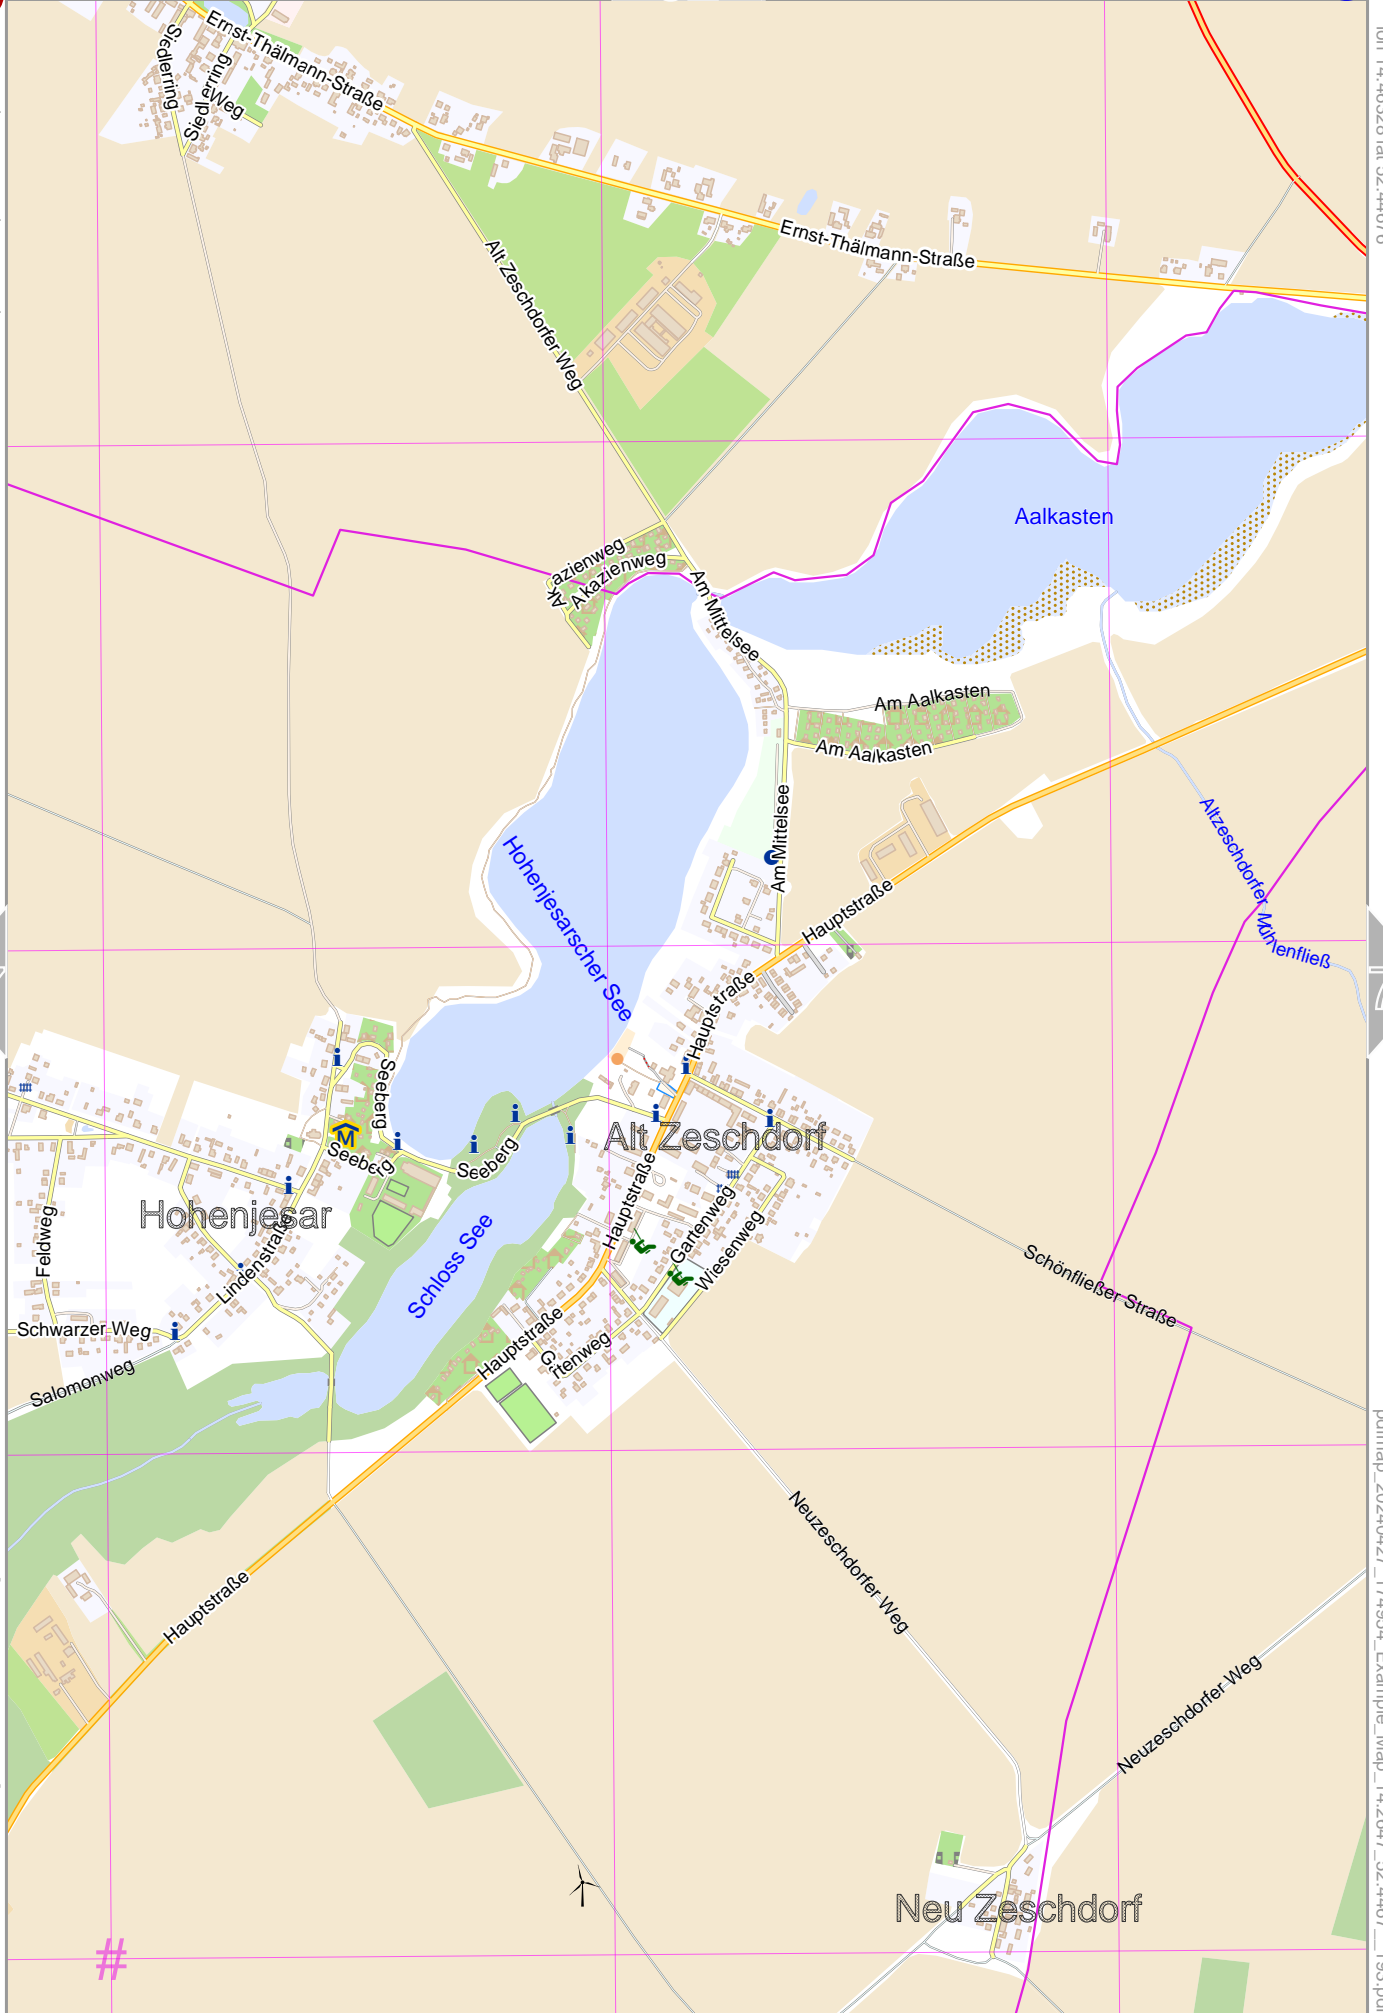 Ernst-Thälmann-Straße
Siedlerring
Siedlerring
Weg
Ernst-Thälmann-Straße
Alt Zeschdorfer Weg
Aalkasten
Akazienweg
Akazienweg
Am Mittelsee
Am Aalkasten
Am Aalkasten
Am Mittelsee
Altzeschdorfer Mühlenfließ
Hohenjesarscher See
Hauptstraße
Hauptstraße
Seeberg
Alt Zeschdorf
Seeberg
Seeberg
Hohenjesar
Feldweg
Lindenstraße
Schloss See
Hauptstraße
Gartenweg
Wiesenweg
Schönfließer Straße
Schwarzer Weg
Salomonweg
Hauptstraße
Gartenweg
Neuzeschdorfer Weg
Hauptstraße
Neuzeschdorfer Weg
Neu Zeschdorf
#